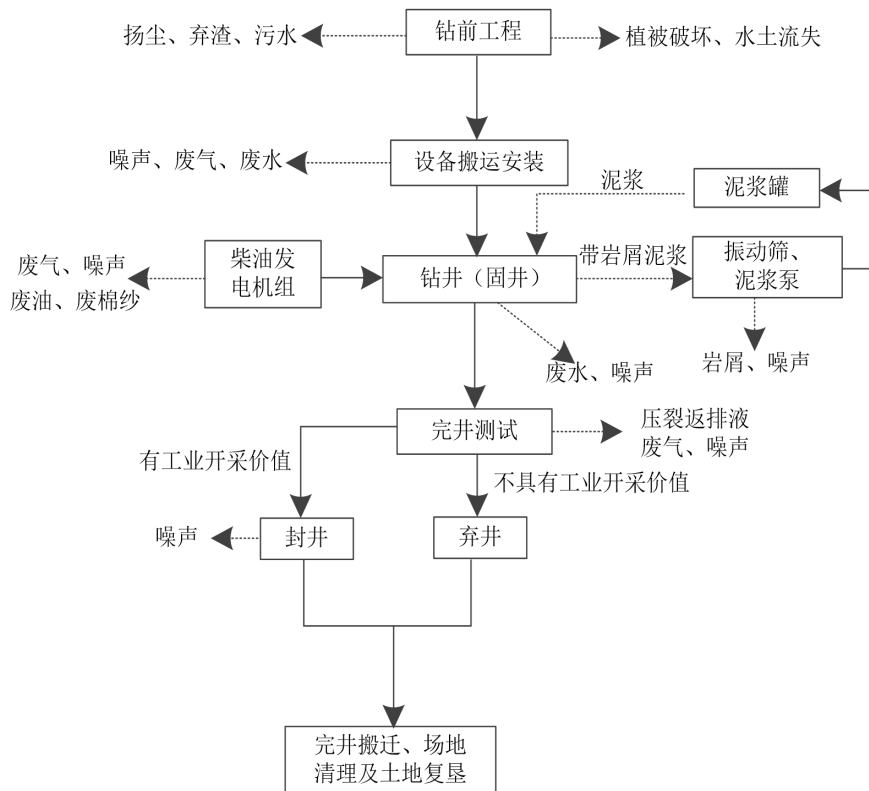 扬尘、弃渣、污水
钻前工程
植被破坏、水土流失
噪声、废气、废水
设备搬运安装
泥浆
泥浆罐
废气、噪声
废油、废棉纱
柴油发
电机组
钻井（固井）
带岩屑泥浆
振动筛、
泥浆泵
废水、噪声
岩屑、噪声
完井测试
压裂返排液
废气、噪声
有工业开采价值
不具有工业开采价值
噪声
封井
弃井
完井搬迁、场地
清理及土地复垦